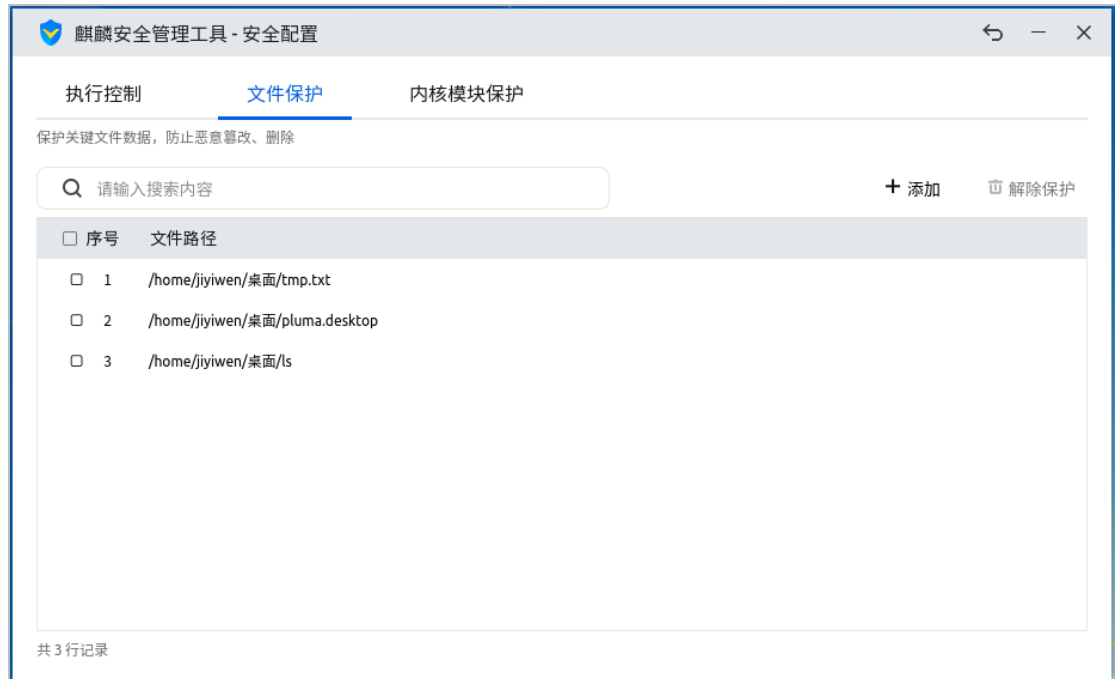 麒麟安全管理工具 - 安全配置
执行控制 文件保护 内核模块保护
保护关键文件数据，防止恶意篡改、删除
请输入搜索内容 + 添加 解除保护
序号 文件路径
1 /home/jiyiwen/桌面/tmp.txt
2 /home/jiyiwen/桌面/pluma.desktop
3 /home/jiyiwen/桌面/ls
共 3 行记录